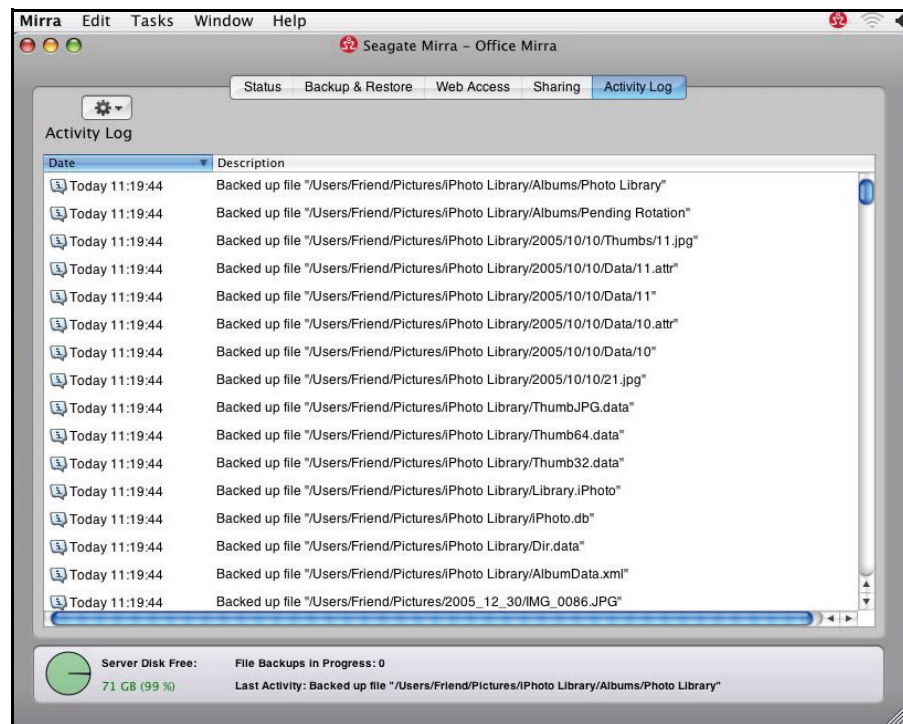 Mirra Edit Tasks Window Help
Seagate Mirra – Office Mirra
Status Backup & Restore Web Access Sharing Activity Log
Activity Log
Date Description
Today 11:19:44 Backed up file "/Users/Friend/Pictures/iPhoto Library/Albums/Photo Library"
Today 11:19:44 Backed up file "/Users/Friend/Pictures/iPhoto Library/Albums/Pending Rotation"
Today 11:19:44 Backed up file "/Users/Friend/Pictures/iPhoto Library/2005/10/10/Thumbs/11.jpg"
Today 11:19:44 Backed up file "/Users/Friend/Pictures/iPhoto Library/2005/10/10/Data/11.attr"
Today 11:19:44 Backed up file "/Users/Friend/Pictures/iPhoto Library/2005/10/10/Data/11"
Today 11:19:44 Backed up file "/Users/Friend/Pictures/iPhoto Library/2005/10/10/Data/10.attr"
Today 11:19:44 Backed up file "/Users/Friend/Pictures/iPhoto Library/2005/10/10/Data/10"
Today 11:19:44 Backed up file "/Users/Friend/Pictures/iPhoto Library/2005/10/10/21.jpg"
Today 11:19:44 Backed up file "/Users/Friend/Pictures/iPhoto Library/ThumbJPG.data"
Today 11:19:44 Backed up file "/Users/Friend/Pictures/iPhoto Library/Thumb64.data"
Today 11:19:44 Backed up file "/Users/Friend/Pictures/iPhoto Library/Thumb32.data"
Today 11:19:44 Backed up file "/Users/Friend/Pictures/iPhoto Library/Library.iPhoto"
Today 11:19:44 Backed up file "/Users/Friend/Pictures/iPhoto Library/iPhoto.db"
Today 11:19:44 Backed up file "/Users/Friend/Pictures/iPhoto Library/Dir.data"
Today 11:19:44 Backed up file "/Users/Friend/Pictures/iPhoto Library/AlbumData.xml"
Today 11:19:44 Backed up file "/Users/Friend/Pictures/2005_12_30/IMG_0086.JPG"
Server Disk Free: File Backups in Progress: 0
71 GB (99 %) Last Activity: Backed up file "/Users/Friend/Pictures/iPhoto Library/Albums/Photo Library"